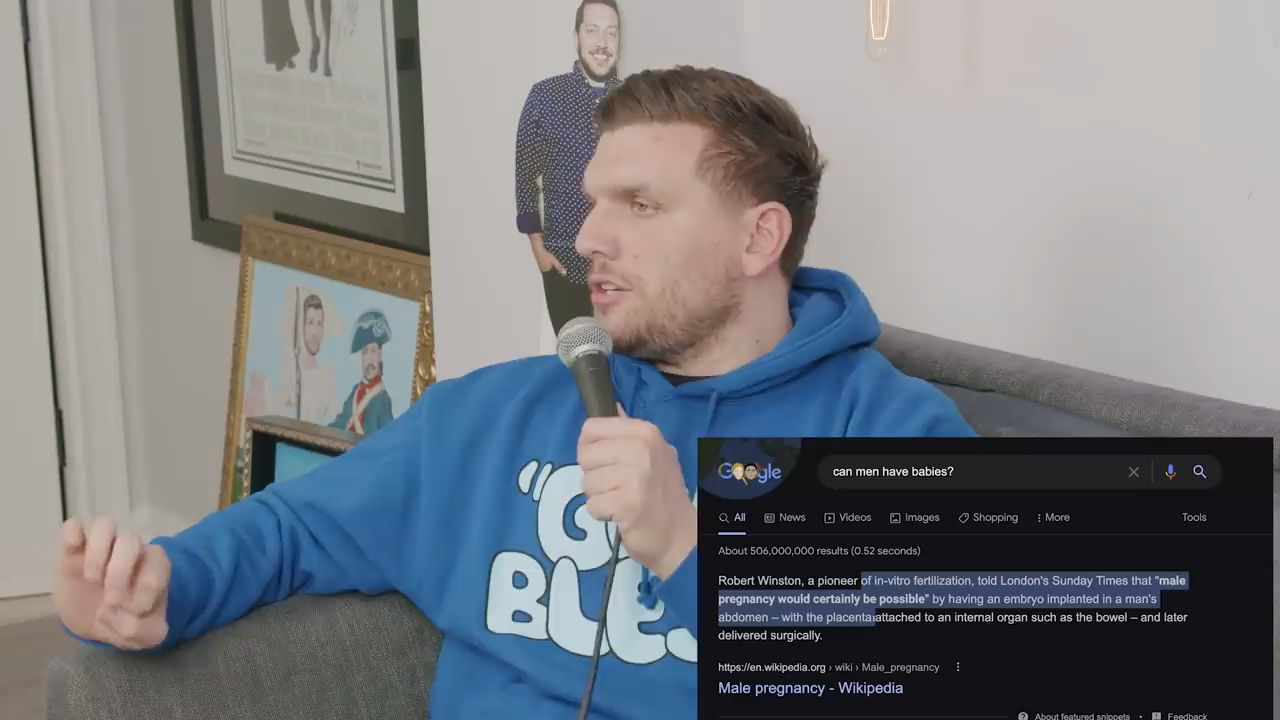 "GO
BLES
Google
can men have babies?
All
News
Videos
Images
Shopping
More
Tools
About 506,000,000 results (0.52 seconds)
Robert Winston, a pioneer of in-vitro fertilization, told London's Sunday Times that "male
pregnancy would certainly be possible" by having an embryo implanted in a man's
abdomen – with the placenta attached to an internal organ such as the bowel – and later
delivered surgically.
https://en.wikipedia.org › wiki › Male_pregnancy
Male pregnancy - Wikipedia
About featured snippets
Feedback